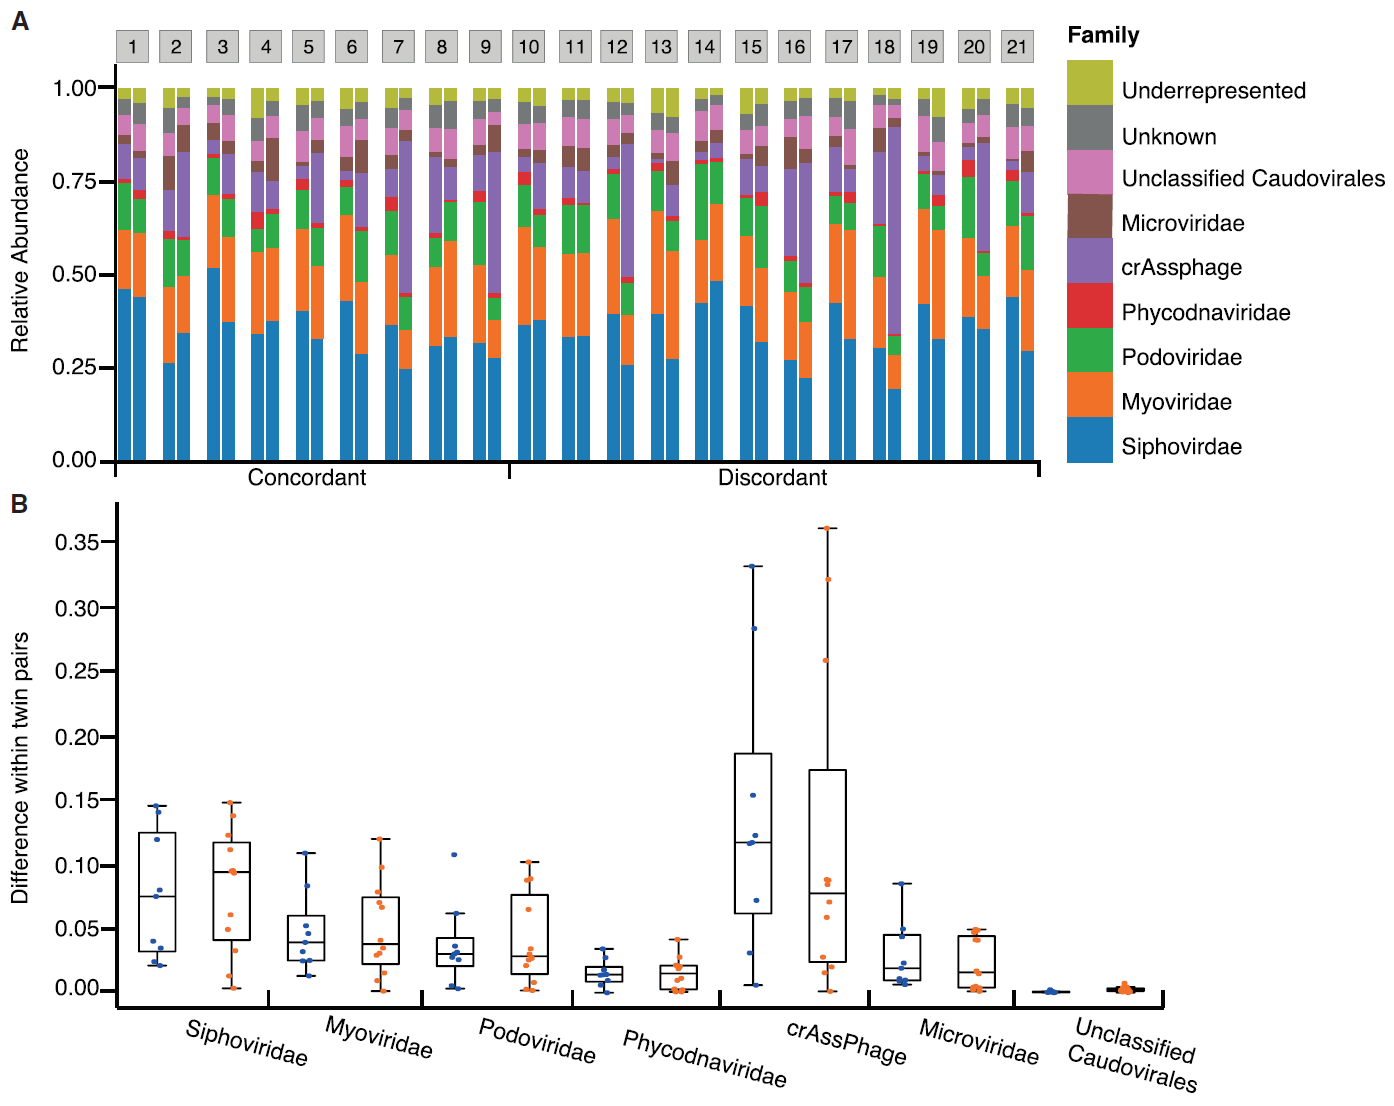 A
1 2 3 4 5 6 7 8 9 10 11 12 13 14 15 16 17 18 19 20 21
Family
1.00
0.75
0.50
0.25
0.00
Relative Abundance
Underrepresented
Unknown
Unclassified Caudovirales
Microviridae
crAssphage
Phycodnaviridae
Podoviridae
Myoviridae
Siphovirdae
Concordant Discordant
B
0.35
0.30
0.25
0.20
0.15
0.10
0.05
0.00
Difference within twin pairs
Siphoviridae
Myoviridae
Podoviridae
Phycodnaviridae
crAssPhage
Microviridae
Unclassified
Caudovirales